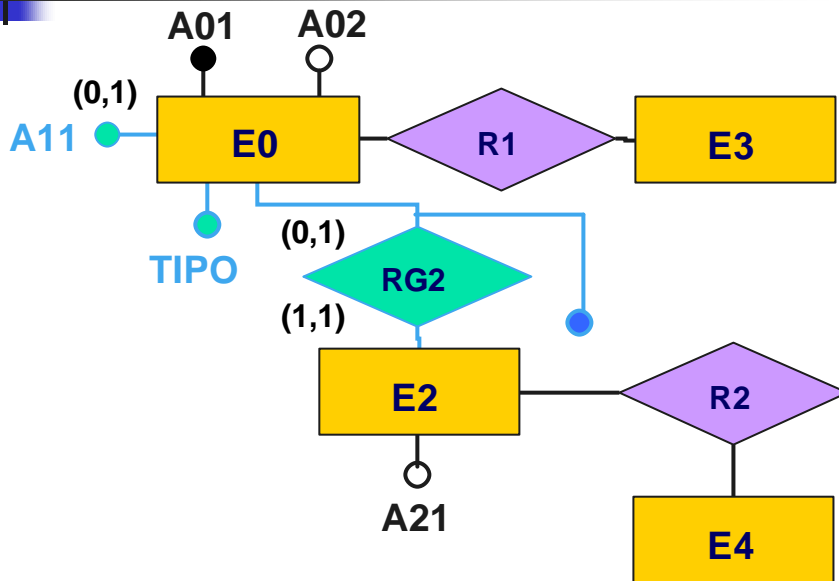 A01 A02
(0,1)
A11
E0
R1
E3
TIPO
(0,1)
RG2
(1,1)
E2
R2
A21
E4